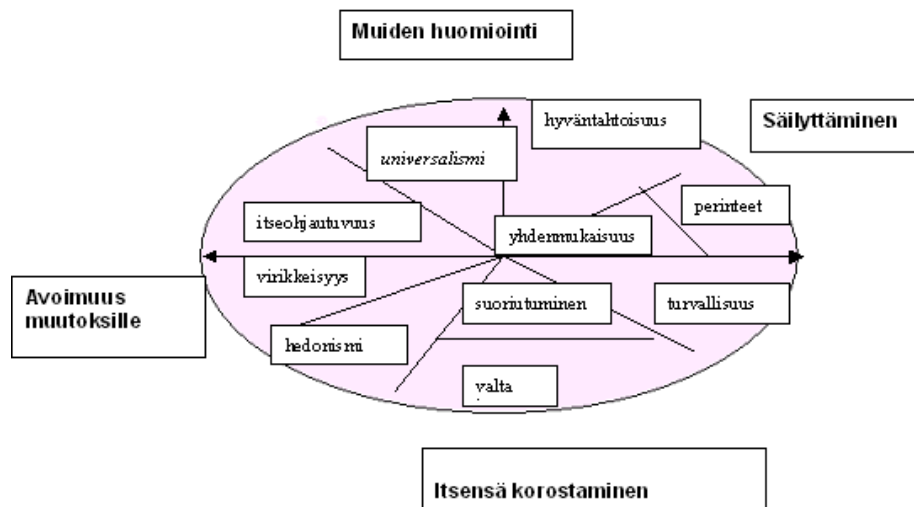 Muiden huomiointi
hyväntahtoisuus
Säilyttäminen
universalismi
perinteet
itseohjautuvuus
yhdenmukaisuus
virikkeisyys
Avoimuus
muutoksille
suoriutuminen
turvallisuus
hedonismi
valta
Itsensä korostaminen